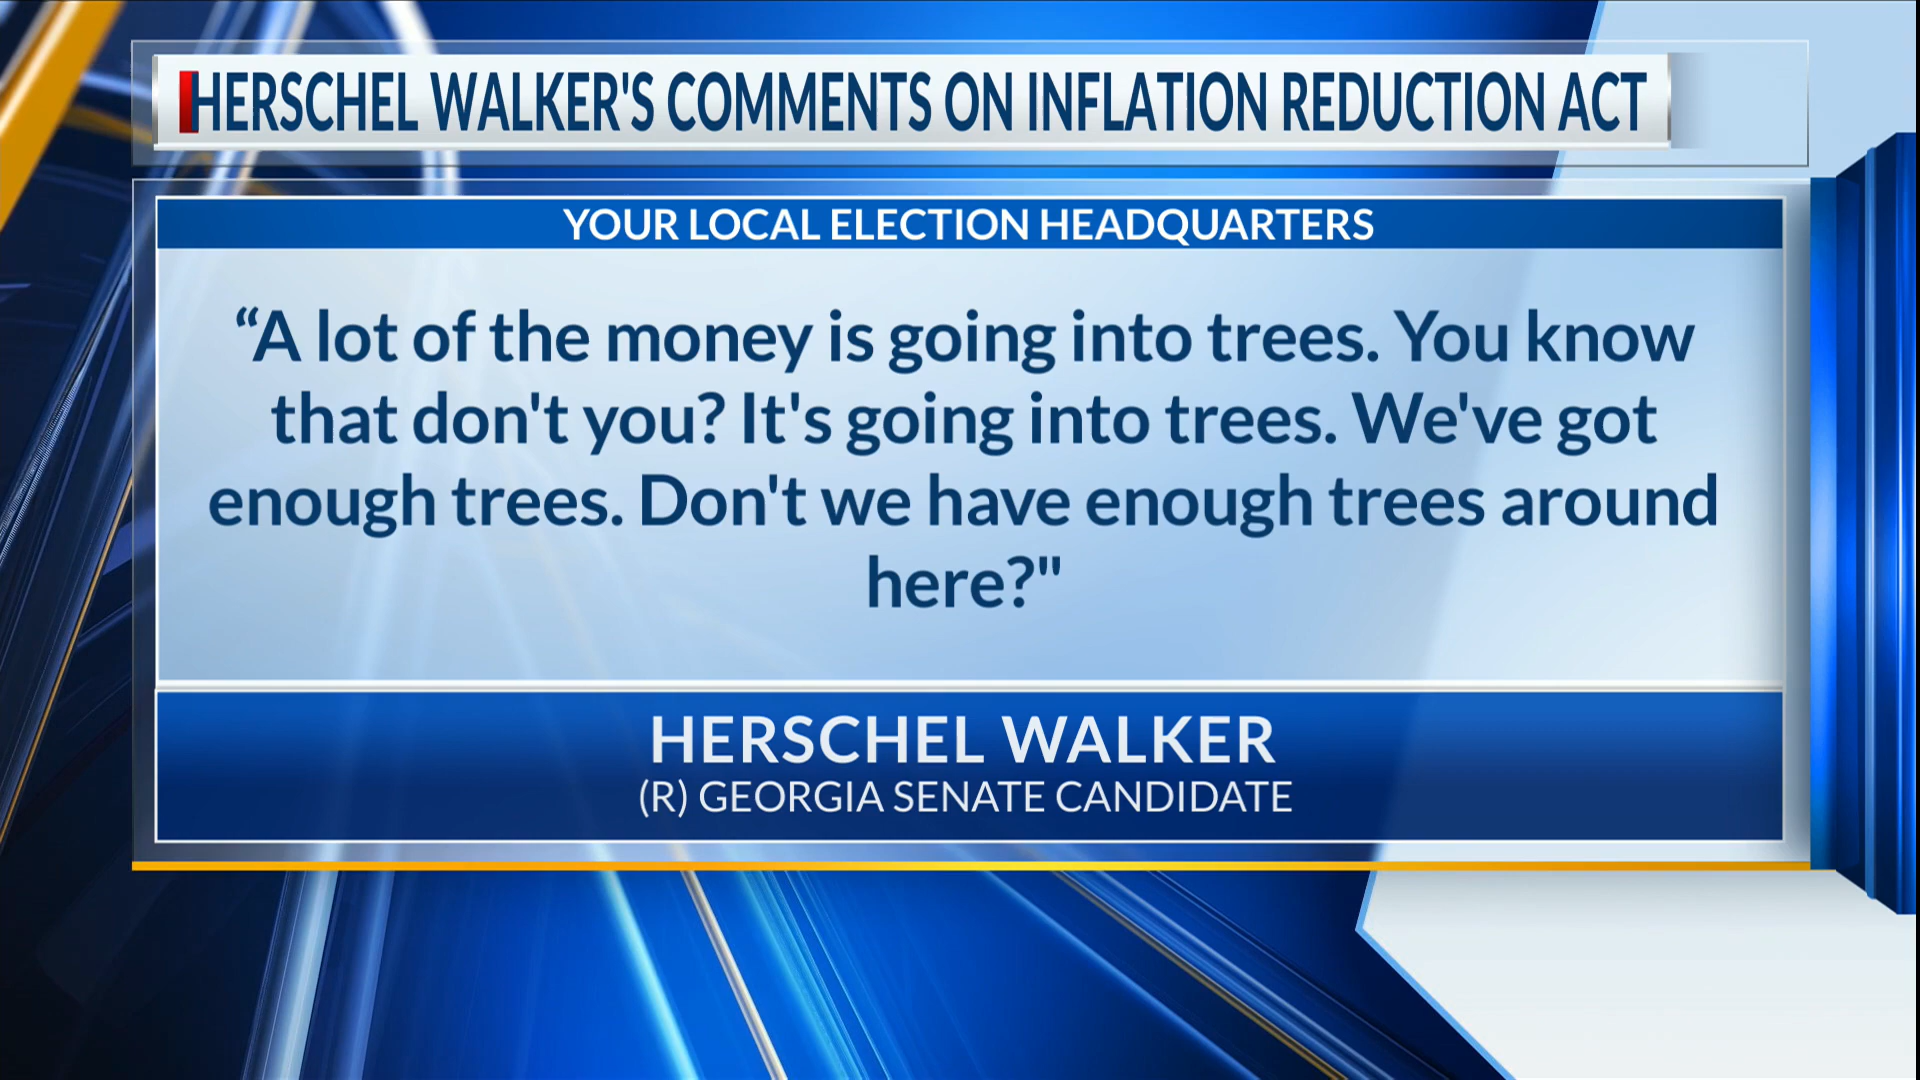 HERSCHEL WALKER'S COMMENTS ON INFLATION REDUCTION ACT
YOUR LOCAL ELECTION HEADQUARTERS
“A lot of the money is going into trees. You know
that don't you? It's going into trees. We've got
enough trees. Don't we have enough trees around
here?"
HERSCHEL WALKER
(R) GEORGIA SENATE CANDIDATE